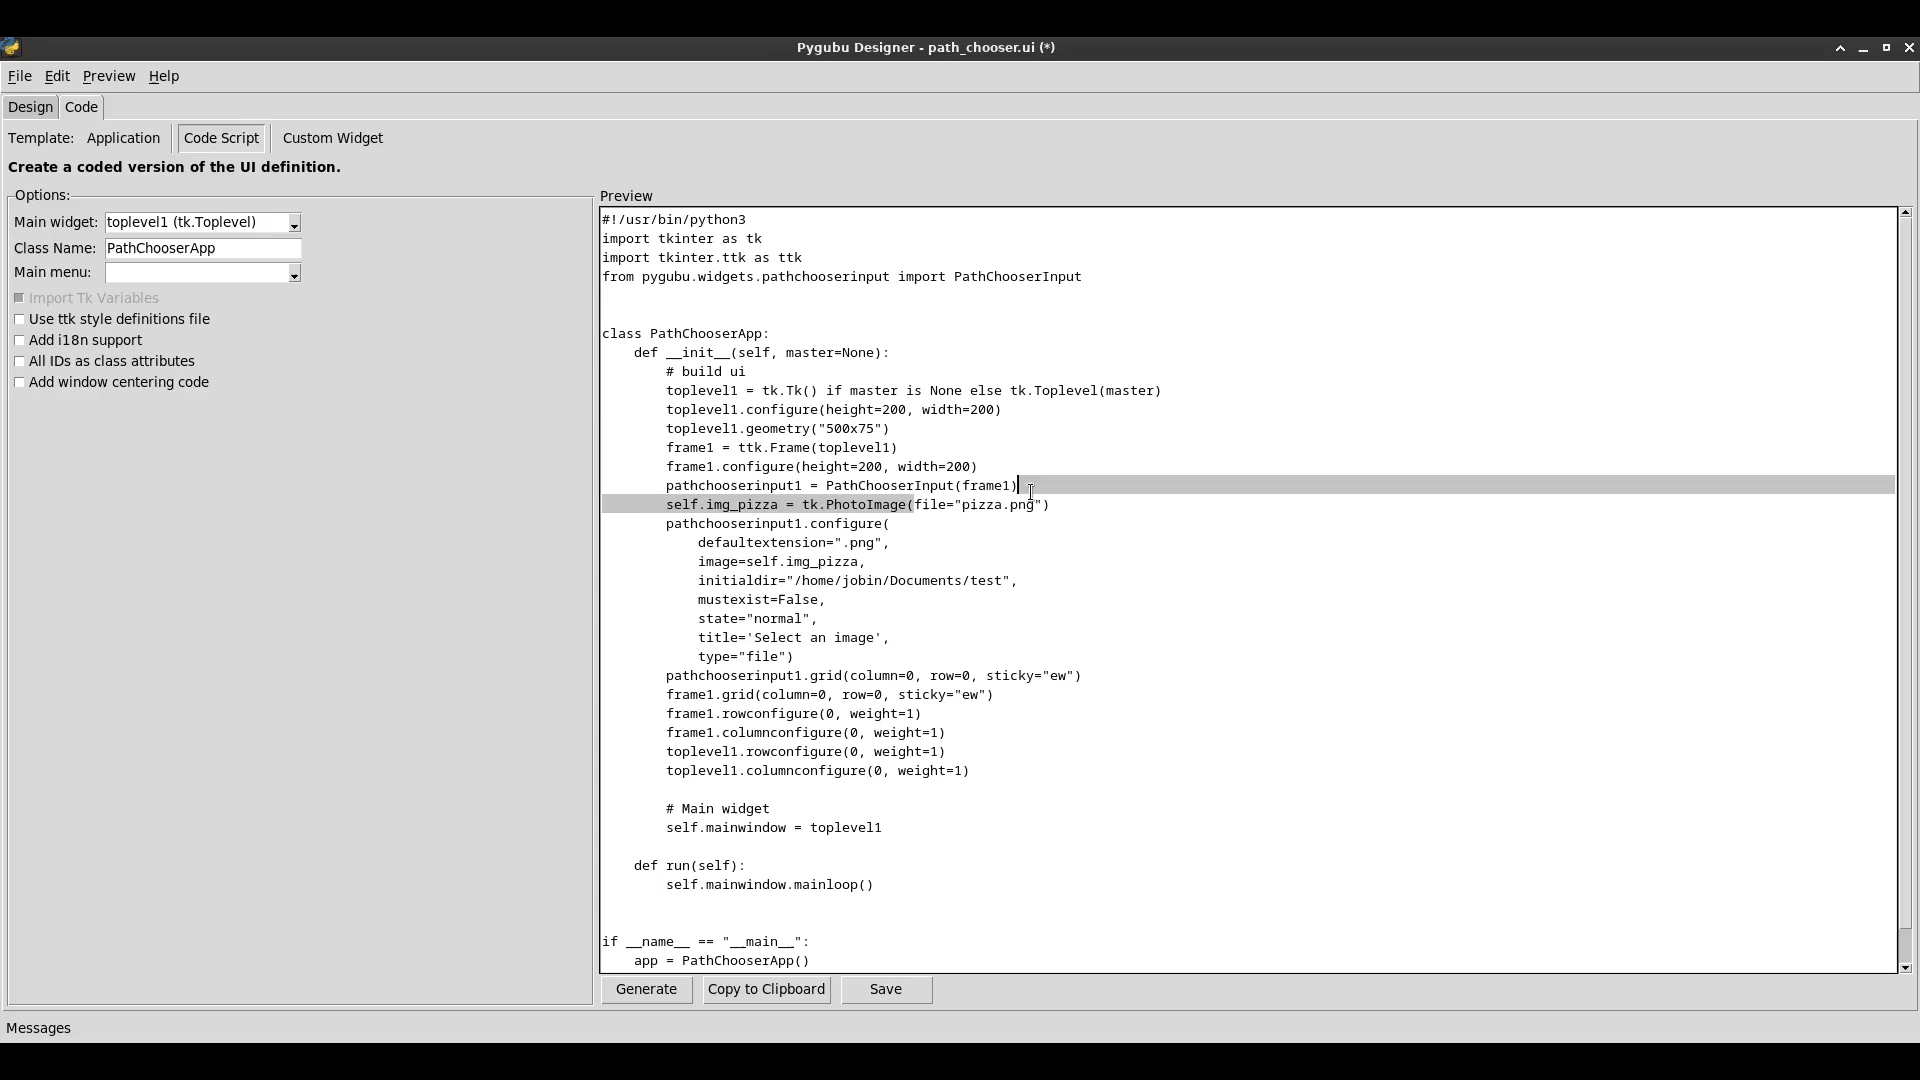 Pygubu Designer - path_chooser.ui (*)
File Edit Preview Help
Design Code
Template: Application Code Script Custom Widget
Create a coded version of the UI definition.
Options:
Main widget: toplevel1 (tk.Toplevel)
Class Name: PathChooserApp
Main menu:
Import Tk Variables
Use ttk style definitions file
Add i18n support
All IDs as class attributes
Add window centering code
Preview
#!/usr/bin/python3
import tkinter as tk
import tkinter.ttk as ttk
from pygubu.widgets.pathchooserinput import PathChooserInput
class PathChooserApp:
    def __init__(self, master=None):
        # build ui
        toplevel1 = tk.Tk() if master is None else tk.Toplevel(master)
        toplevel1.configure(height=200, width=200)
        toplevel1.geometry("500x75")
        frame1 = ttk.Frame(toplevel1)
        frame1.configure(height=200, width=200)
        pathchooserinput1 = PathChooserInput(frame1)
        self.img_pizza = tk.PhotoImage(file="pizza.png")
        pathchooserinput1.configure(
            defaultextension=".png",
            image=self.img_pizza,
            initialdir="/home/jobin/Documents/test",
            mustexist=False,
            state="normal",
            title='Select an image',
            type="file")
        pathchooserinput1.grid(column=0, row=0, sticky="ew")
        frame1.grid(column=0, row=0, sticky="ew")
        frame1.rowconfigure(0, weight=1)
        frame1.columnconfigure(0, weight=1)
        toplevel1.rowconfigure(0, weight=1)
        toplevel1.columnconfigure(0, weight=1)
        # Main widget
        self.mainwindow = toplevel1
    def run(self):
        self.mainwindow.mainloop()
if __name__ == "__main__":
    app = PathChooserApp()
Generate Copy to Clipboard Save
Messages